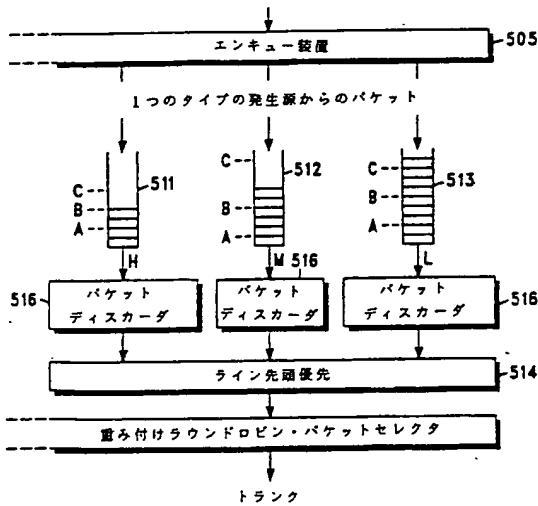 エンキュー装置
505
1つのタイプの発生源からのパケット
C
B
A
511
C
B
A
512
C
B
A
513
H
M
L
516
パケット
ディスカーダ
516
パケット
ディスカーダ
パケット
ディスカーダ
516
ライン先頭優先
514
重み付けラウンドロビン・パケットセレクタ
トランク